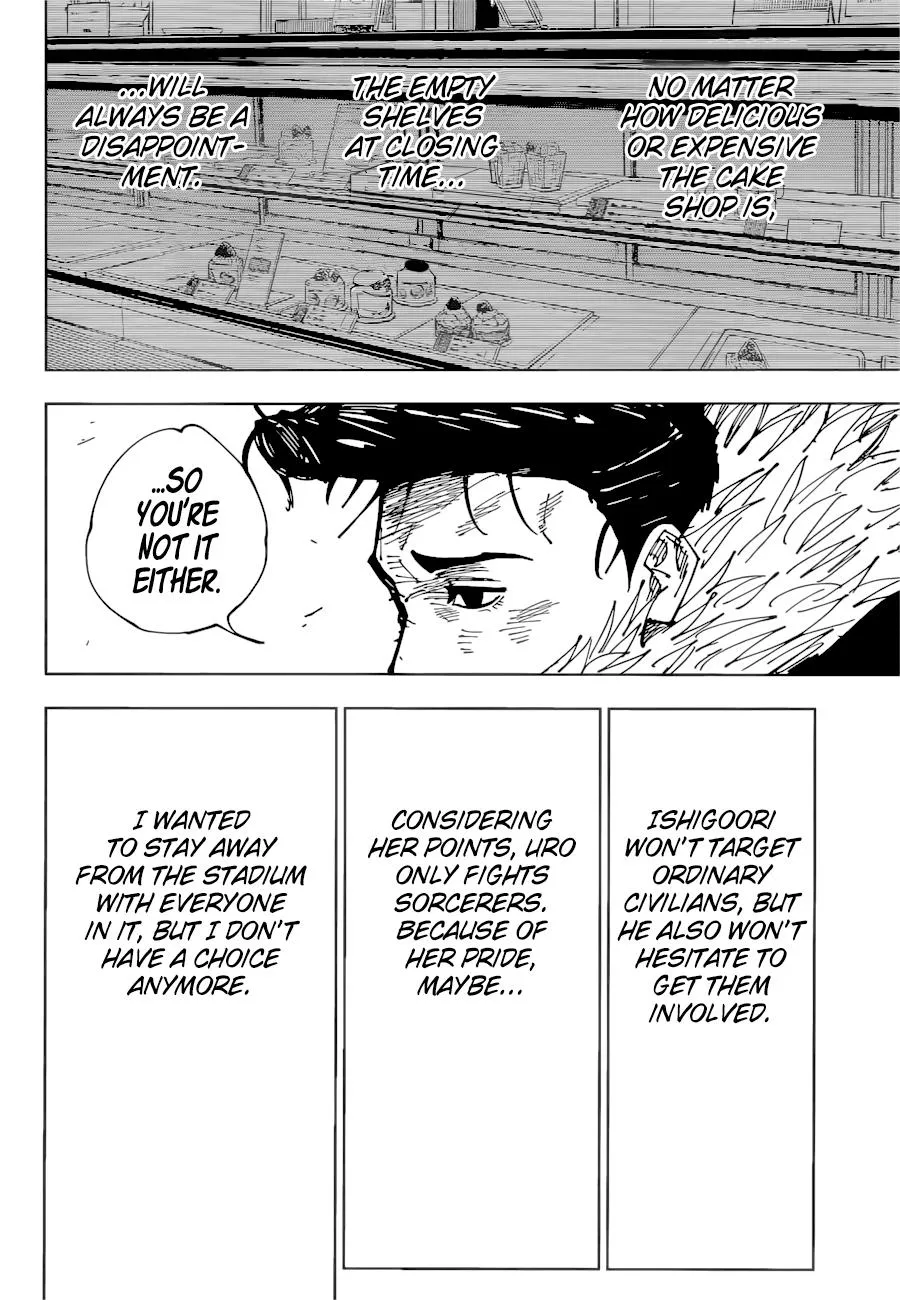 NO MATTER
HOW DELICIOUS
OR EXPENSIVE
THE CAKE
SHOP IS,
THE EMPTY
SHELVES
AT CLOSING
TIME...
...WILL
ALWAYS BE A
DISAPPOINT-
MENT.
...SO
YOU'RE
NOT IT
EITHER.
ISHIGOORI
WON'T TARGET
ORDINARY
CIVILIANS, BUT
HE ALSO WON'T
HESITATE TO
GET THEM
INVOLVED.
CONSIDERING
HER POINTS, URO
ONLY FIGHTS
SORCERERS.
BECAUSE OF
HER PRIDE,
MAYBE...
I WANTED
TO STAY AWAY
FROM THE STADIUM
WITH EVERYONE
IN IT, BUT I DON'T
HAVE A CHOICE
ANYMORE.